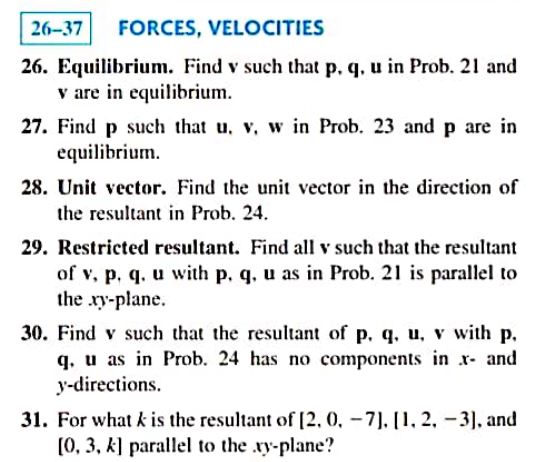 26–37 FORCES, VELOCITIES
26. Equilibrium. Find v such that p, q, u in Prob. 21 and
v are in equilibrium.
27. Find p such that u, v, w in Prob. 23 and p are in
equilibrium.
28. Unit vector. Find the unit vector in the direction of
the resultant in Prob. 24.
29. Restricted resultant. Find all v such that the resultant
of v, p, q, u with p, q, u as in Prob. 21 is parallel to
the xy-plane.
30. Find v such that the resultant of p, q, u, v with p,
q, u as in Prob. 24 has no components in x- and
y-directions.
31. For what k is the resultant of [2, 0, −7], [1, 2, −3], and
[0, 3, k] parallel to the xy-plane?